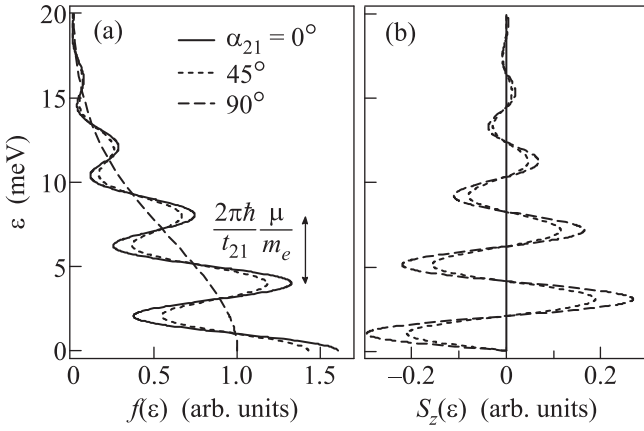 20
15
10
5
0
ε (meV)
(a)
α₂₁ = 0°
45°
90°
2πħ μ
t₂₁ mₑ
0 0.5 1.0 1.5
f(ε) (arb. units)
(b)
−0.2 0 0.2
S_z(ε) (arb. units)